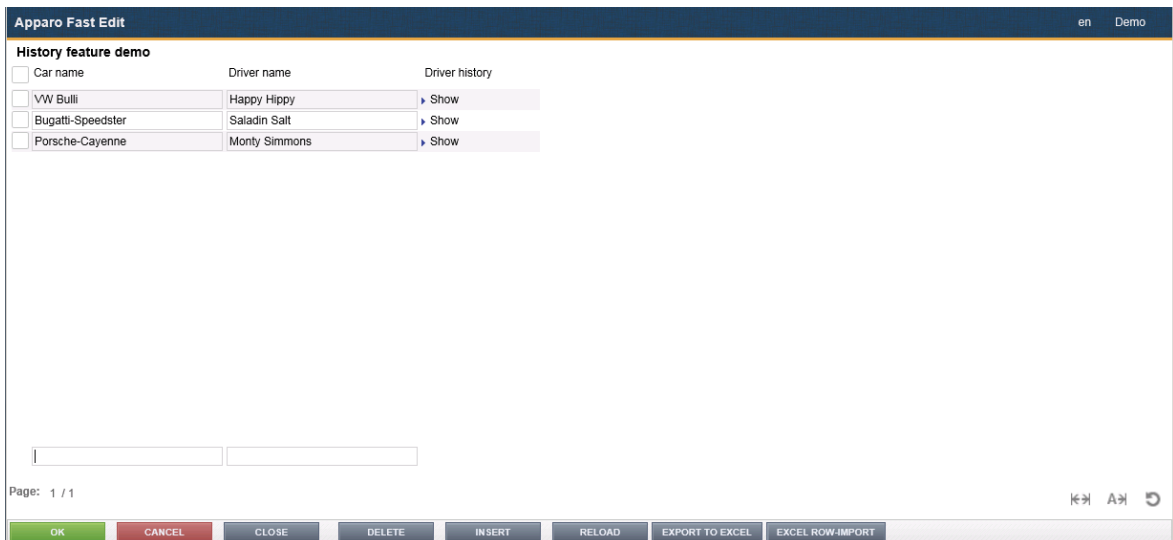 Apparo Fast Edit en Demo
History feature demo
Car name Driver name Driver history
VW Bulli Happy Hippy Show
Bugatti-Speedster Saladin Salt Show
Porsche-Cayenne Monty Simmons Show
Page: 1 / 1
A
OK CANCEL CLOSE DELETE INSERT RELOAD EXPORT TO EXCEL EXCEL ROW-IMPORT